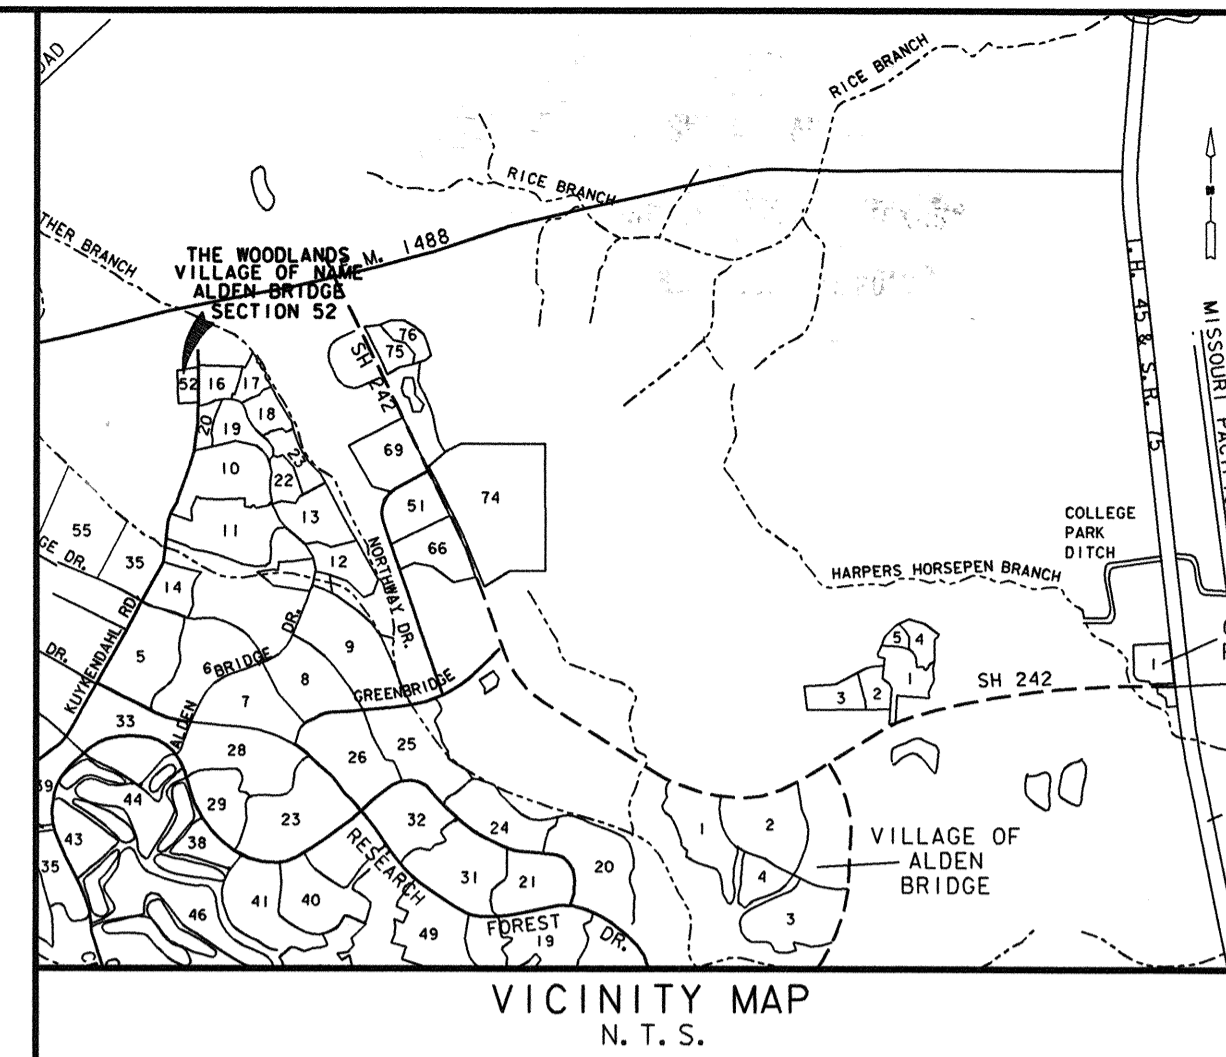 RICE BRANCH
RICE BRANCH
THER BRANCH
THE WOODLANDS
VILLAGE OF NAME
ALDEN BRIDGE
SECTION 52
M. 1488
I.H. 45 & S.R. 75
MISSOURI
SH 242
76
75
52
16
17
18
20
19
69
10
23
22
51
74
13
11
55
66
35
12
14
COLLEGE
PARK
DITCH
GE DR.
NORTHWAY DR.
HARPERS HORSEPEN BRANCH
KUYKENDAHL RD.
DR.
5
6
BRIDGE
DR.
9
8
7
GREENBRIDGE
5
4
1
3
2
SH 242
1
33
ALDEN
28
26
25
39
44
29
23
38
43
35
32
24
RESEARCH
31
21
20
41
40
46
49
FOREST
DR.
19
1
2
4
3
VILLAGE OF
ALDEN
BRIDGE
VICINITY MAP
N. T. S.